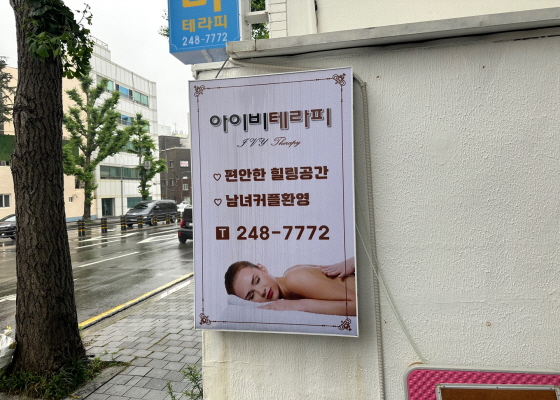 테라피
248-7772
아이비테라피
IVY Therapy
♡ 편안한 힐링공간
♡ 남녀커플환영
T 248-7772